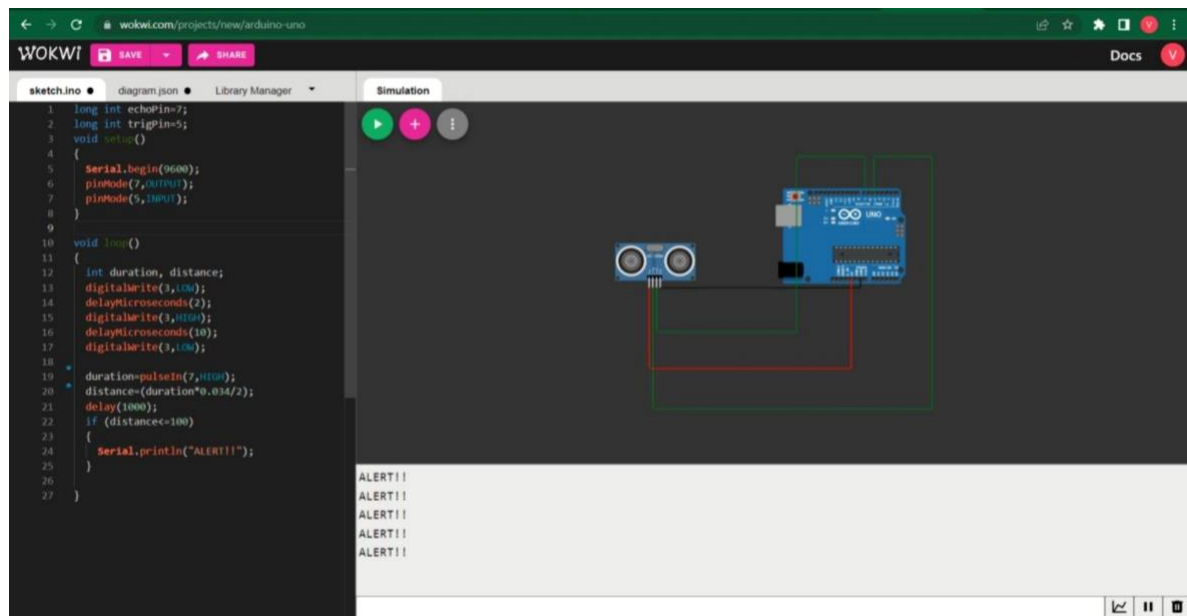 wokwi.com/projects/new/arduino-uno
WOKWI SAVE SHARE Docs V
sketch.ino diagram.json Library Manager
1 long int echoPin=7;
2 long int trigPin=5;
3 void setup()
4 {
5 Serial.begin(9600);
6 pinMode(7,OUTPUT);
7 pinMode(5,INPUT);
8 }
9
10 void loop()
11 {
12 int duration, distance;
13 digitalWrite(3,LOW);
14 delayMicroseconds(2);
15 digitalWrite(3,HIGH);
16 delayMicroseconds(10);
17 digitalWrite(3,LOW);
18
19 duration=pulseIn(7,HIGH);
20 distance=(duration*0.034/2);
21 delay(1000);
22 if (distance<=100)
23 {
24 Serial.println("ALERT!!");
25 }
26
27 }
Simulation
UNO
ALERT!!
ALERT!!
ALERT!!
ALERT!!
ALERT!!